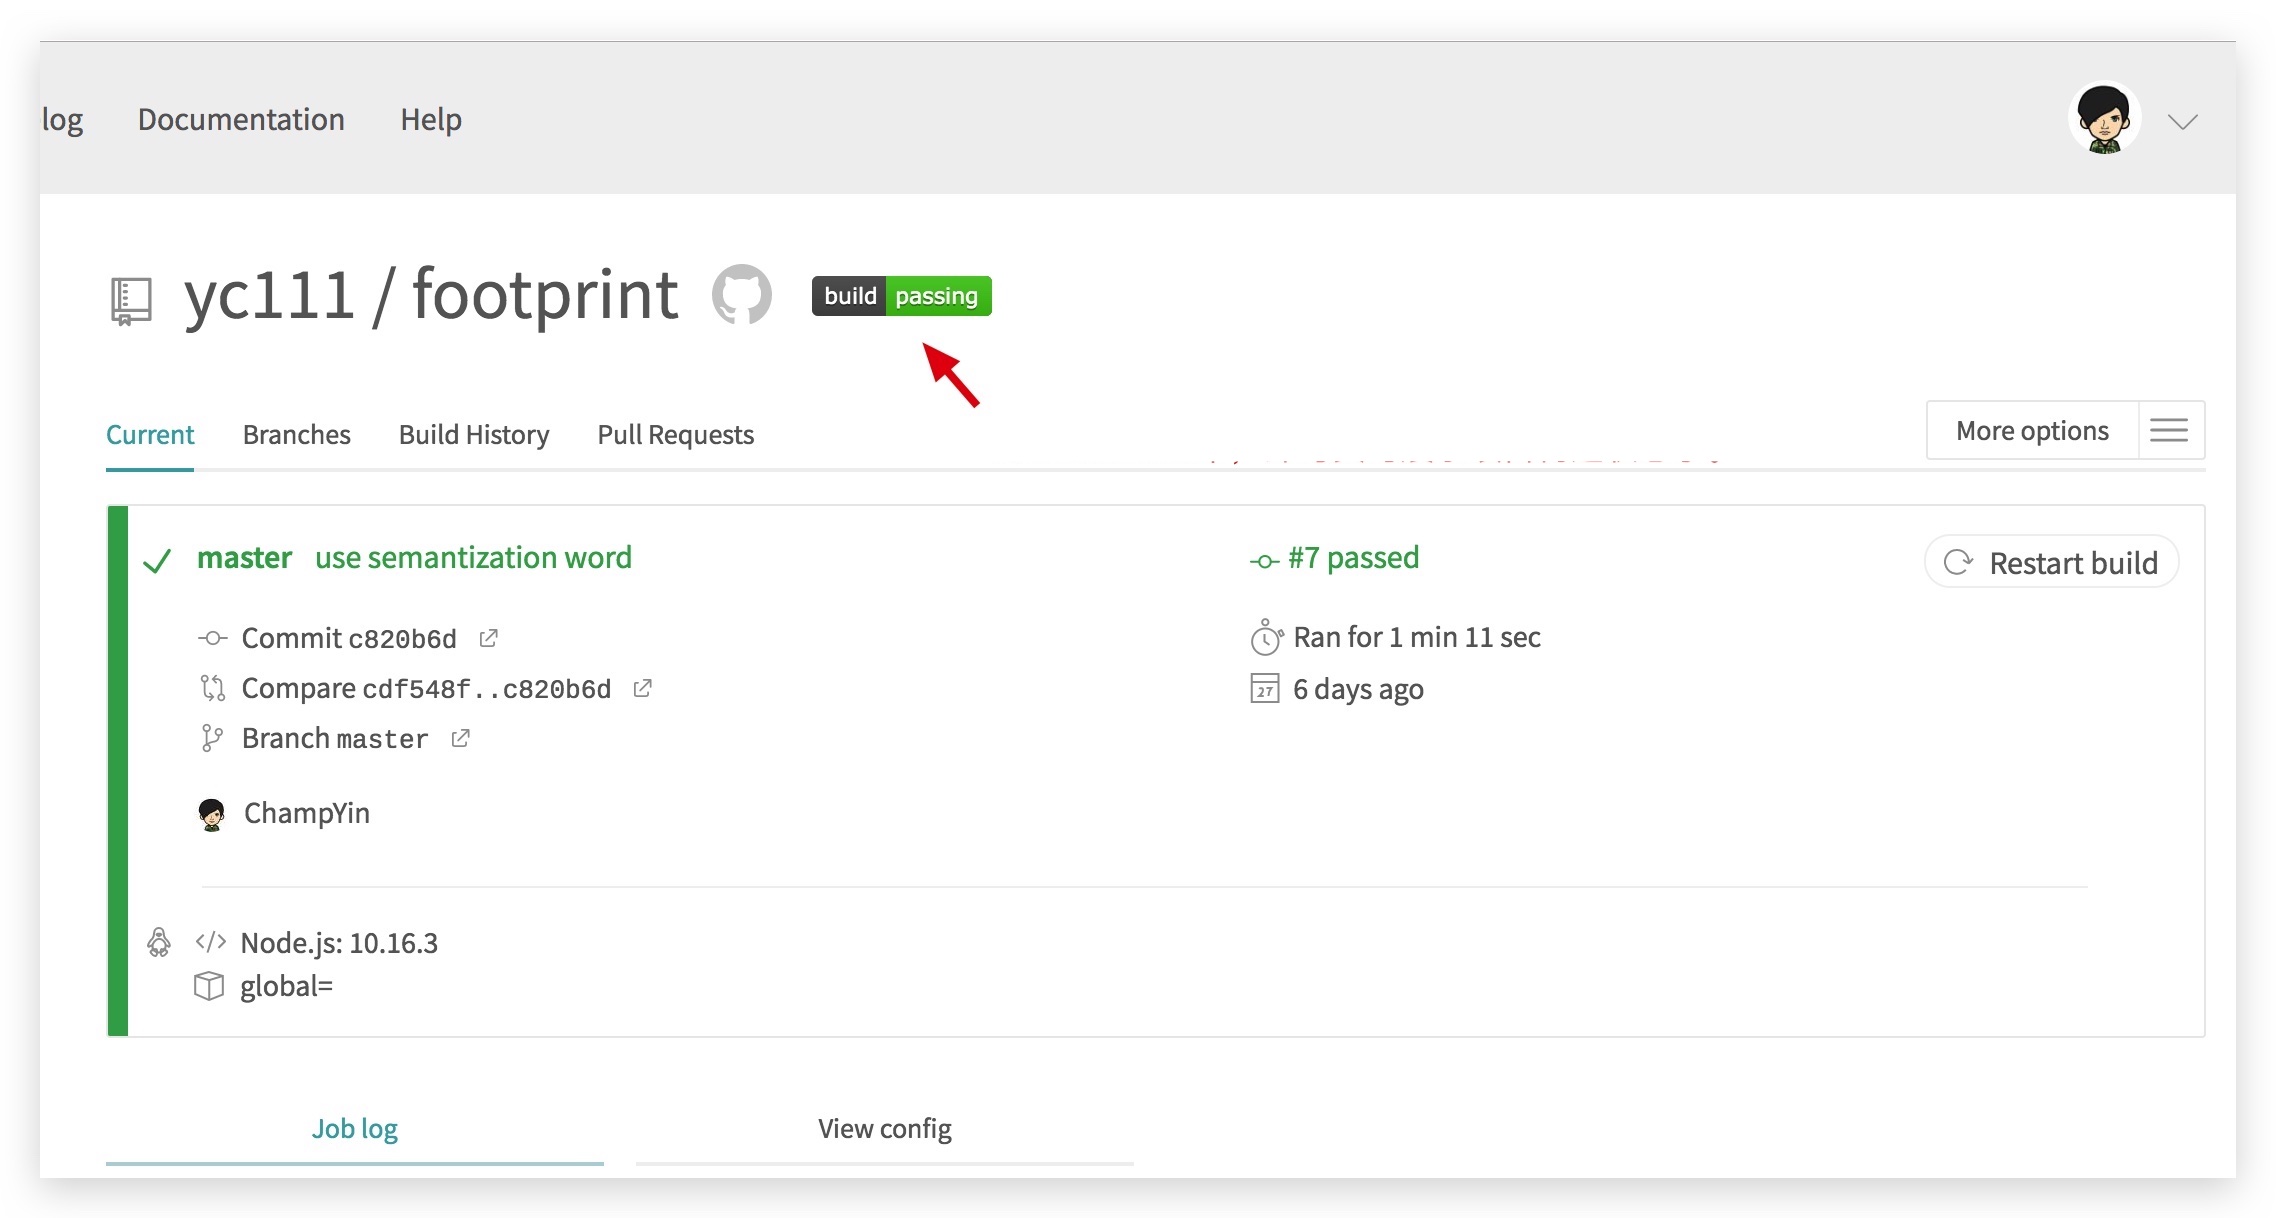 log Documentation Help
yc111 / footprint build passing
Current Branches Build History Pull Requests More options
master use semantization word #7 passed Restart build
Commit c820b6d Ran for 1 min 11 sec
Compare cdf548f..c820b6d 27 6 days ago
Branch master
ChampYin
Node.js: 10.16.3
global=
Job log View config